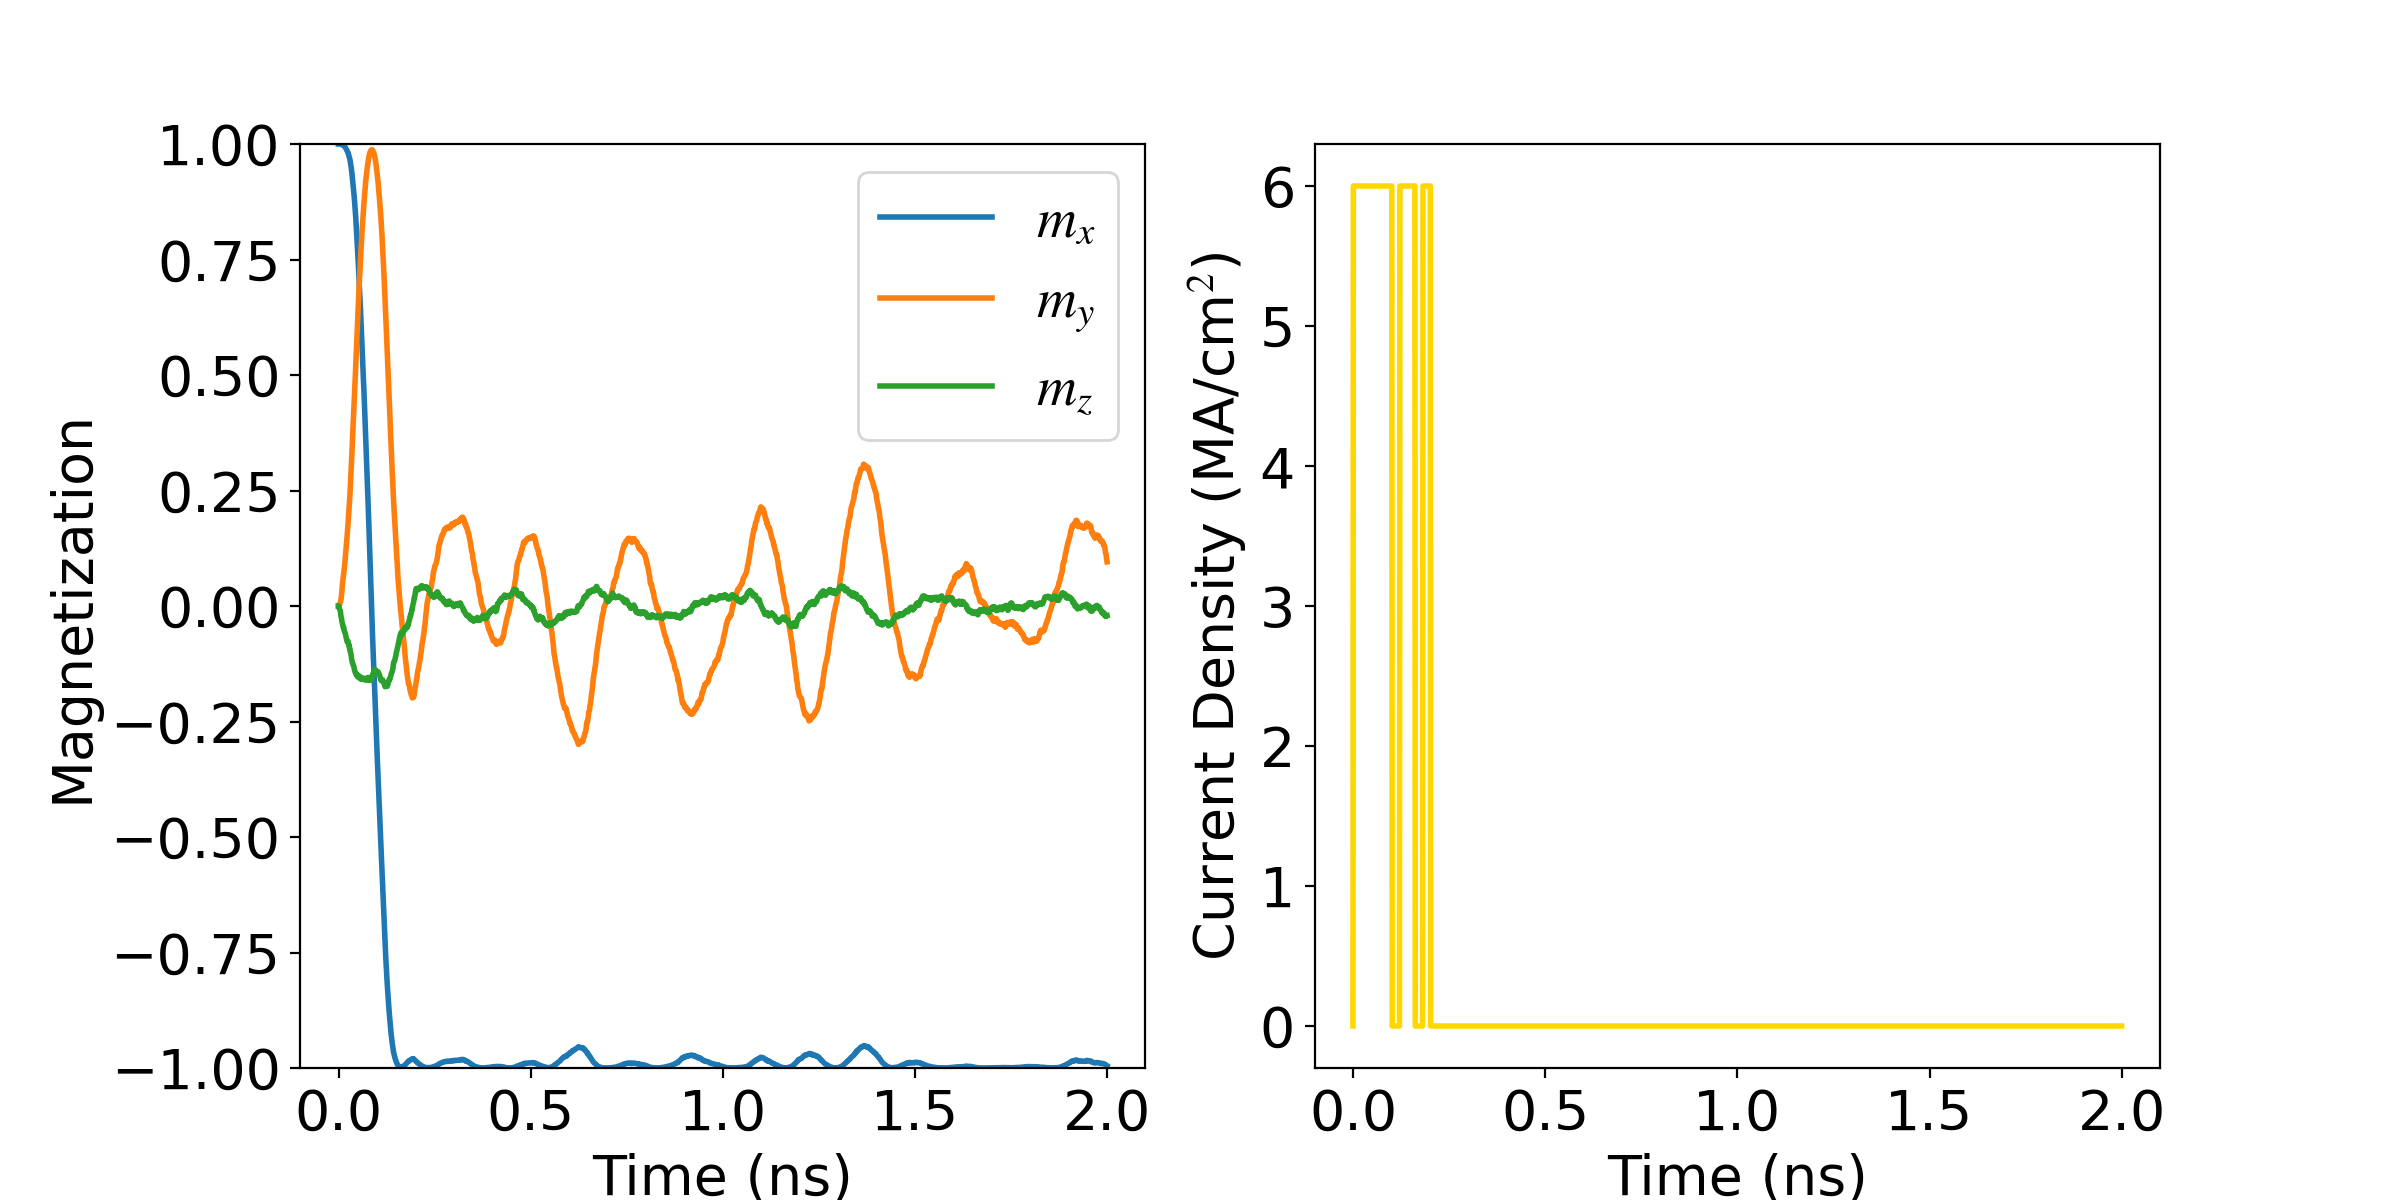 1.00
0.75
0.50
0.25
0.00
−0.25
−0.50
−0.75
−1.00
Magnetization
0.0 0.5 1.0 1.5 2.0
Time (ns)
m_x
m_y
m_z
6
5
4
3
2
1
0
Current Density (MA/cm²)
0.0 0.5 1.0 1.5 2.0
Time (ns)